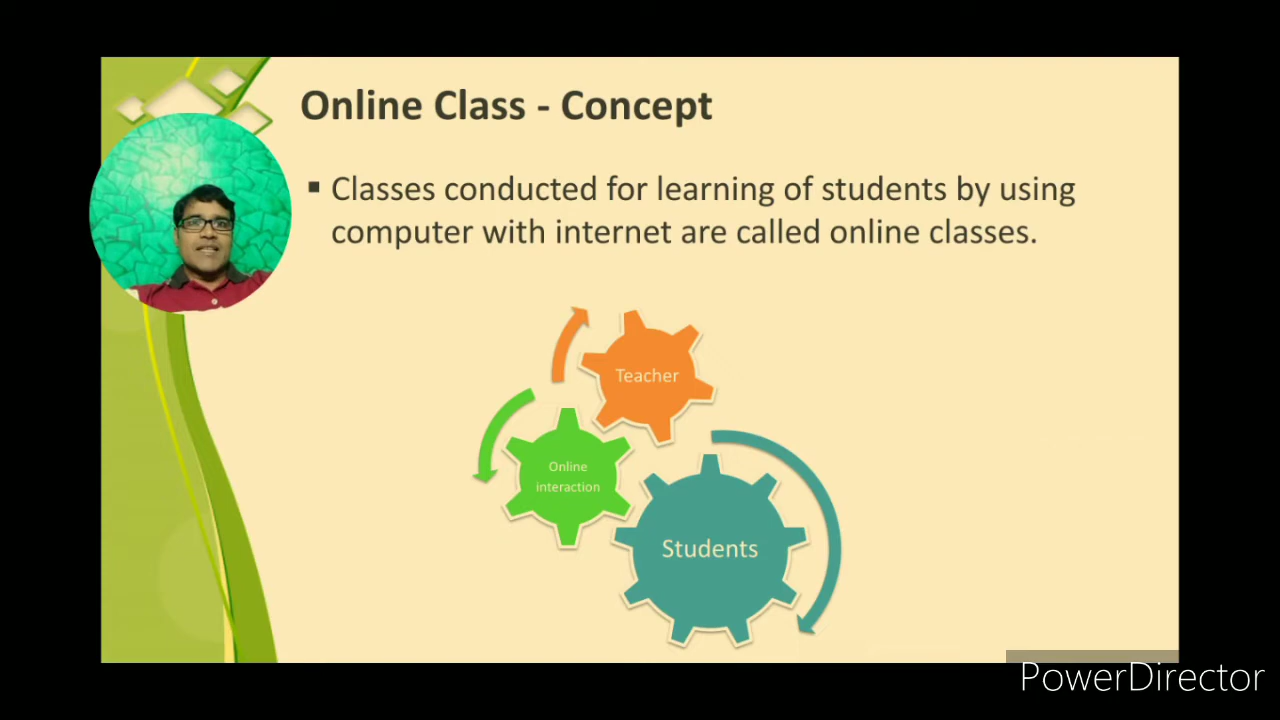 Online Class - Concept
▪ Classes conducted for learning of students by using
computer with internet are called online classes.
Teacher
Online
interaction
Students
PowerDirector